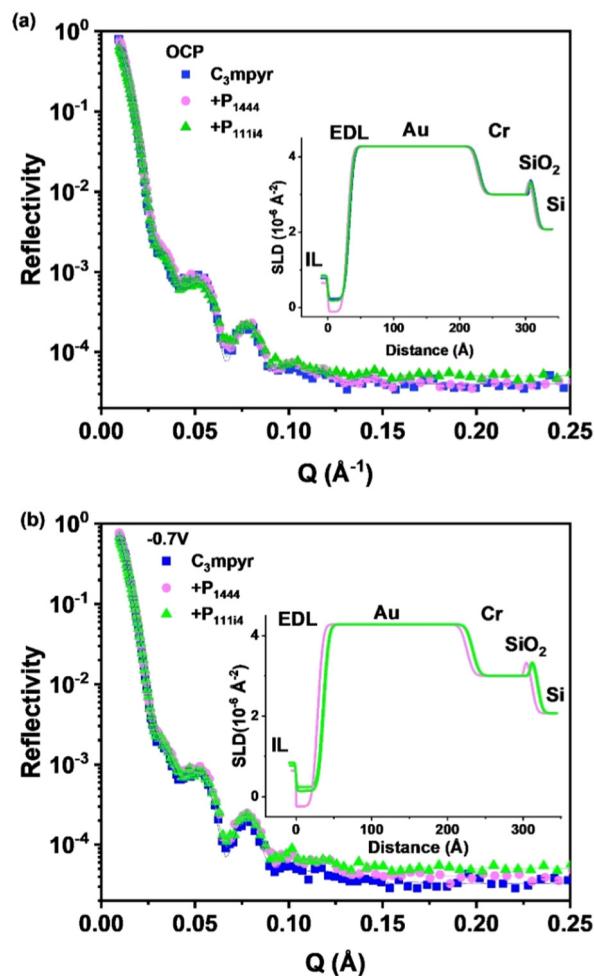 (a)
10⁰
10⁻¹
10⁻²
10⁻³
10⁻⁴
Reflectivity
OCP
C₃mpyr
+P₁₄₄₄
+P₁₁₁ᵢ₄
EDL Au Cr
SiO₂
Si
IL
4
2
0
SLD (10⁻⁶ Å⁻²)
0 100 200 300
Distance (Å)
0.00 0.05 0.10 0.15 0.20 0.25
Q (Å⁻¹)
(b)
10⁰
10⁻¹
10⁻²
10⁻³
10⁻⁴
Reflectivity
-0.7V
C₃mpyr
+P₁₄₄₄
+P₁₁₁ᵢ₄
EDL Au Cr
SiO₂
Si
IL
4
2
0
SLD(10⁻⁶ Å⁻²)
0 100 200 300
Distance (Å)
0.00 0.05 0.10 0.15 0.20 0.25
Q (Å)